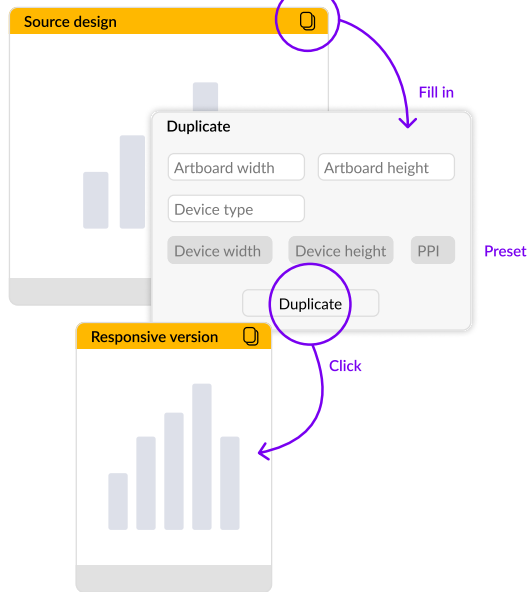 Source design
Fill in
Duplicate
Artboard width
Artboard height
Device type
Device width
Device height
PPI
Preset
Duplicate
Responsive version
Click